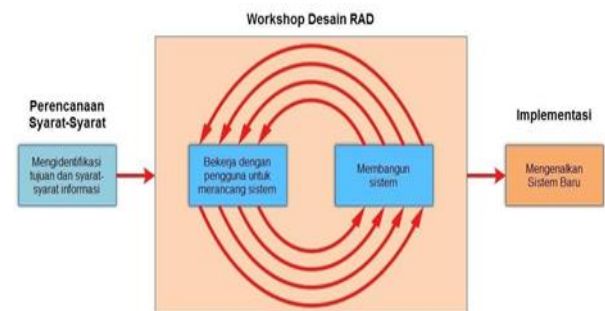 Workshop Desain RAD
Perencanaan
Syarat-Syarat
Mengidentifikasi
tujuan dan syarat-
syarat informasi
Bekerja dengan
pengguna untuk
merancang sistem
Membangun
sistem
Implementasi
Mengenalkan
Sistem Baru